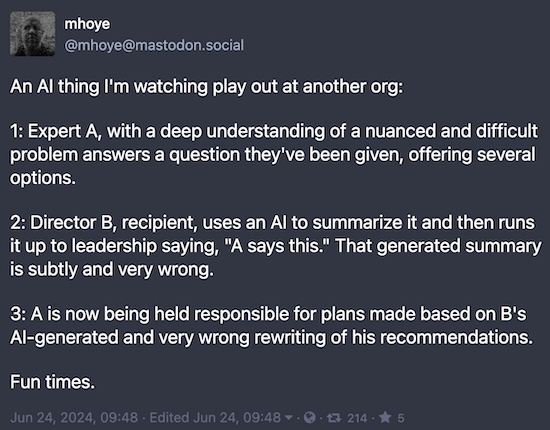 mhoye
@mhoye@mastodon.social
An AI thing I'm watching play out at another org:
1: Expert A, with a deep understanding of a nuanced and difficult
problem answers a question they've been given, offering several
options.
2: Director B, recipient, uses an AI to summarize it and then runs
it up to leadership saying, "A says this." That generated summary
is subtly and very wrong.
3: A is now being held responsible for plans made based on B's
AI-generated and very wrong rewriting of his recommendations.
Fun times.
Jun 24, 2024, 09:48 · Edited Jun 24, 09:48 · 214 · 5